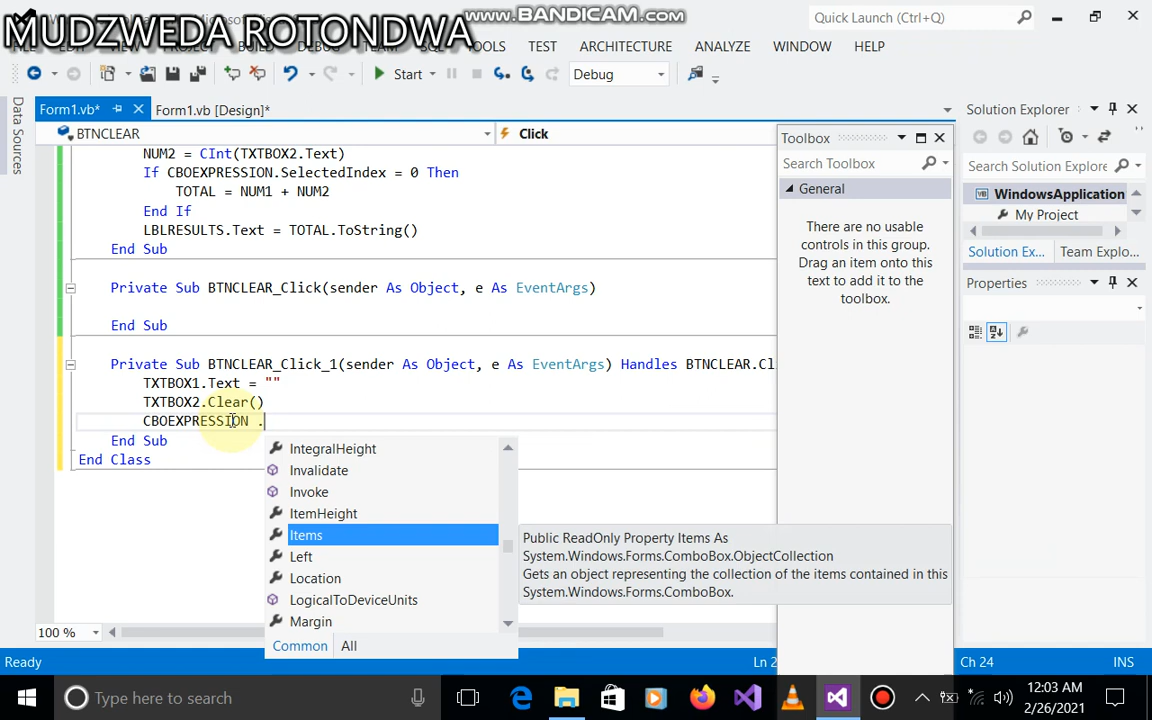 www.BANDICAM.com
MUDZWEDA ROTONDWA
Quick Launch (Ctrl+Q)
TOOLS TEST ARCHITECTURE ANALYZE WINDOW HELP
Start Debug
Data Sources
Form1.vb* Form1.vb [Design]*
BTNCLEAR Click
NUM2 = CInt(TXTBOX2.Text)
If CBOEXPRESSION.SelectedIndex = 0 Then
TOTAL = NUM1 + NUM2
End If
LBLRESULTS.Text = TOTAL.ToString()
End Sub
Private Sub BTNCLEAR_Click(sender As Object, e As EventArgs)
End Sub
Private Sub BTNCLEAR_Click_1(sender As Object, e As EventArgs) Handles BTNCLEAR.Cl
TXTBOX1.Text = ""
TXTBOX2.Clear()
CBOEXPRESSION .
End Sub
End Class
IntegralHeight
Invalidate
Invoke
ItemHeight
Items
Left
Location
LogicalToDeviceUnits
Margin
Common All
Public ReadOnly Property Items As
System.Windows.Forms.ComboBox.ObjectCollection
Gets an object representing the collection of the items contained in this
System.Windows.Forms.ComboBox.
Toolbox
Search Toolbox
General
There are no usable
controls in this group.
Drag an item onto this
text to add it to the
toolbox.
Solution Explorer
Search Solution Explore
WindowsApplication
My Project
Solution Ex... Team Explo...
Properties
100 %
Ready Ln 2 Ch 24 INS
Type here to search
12:03 AM
2/26/2021